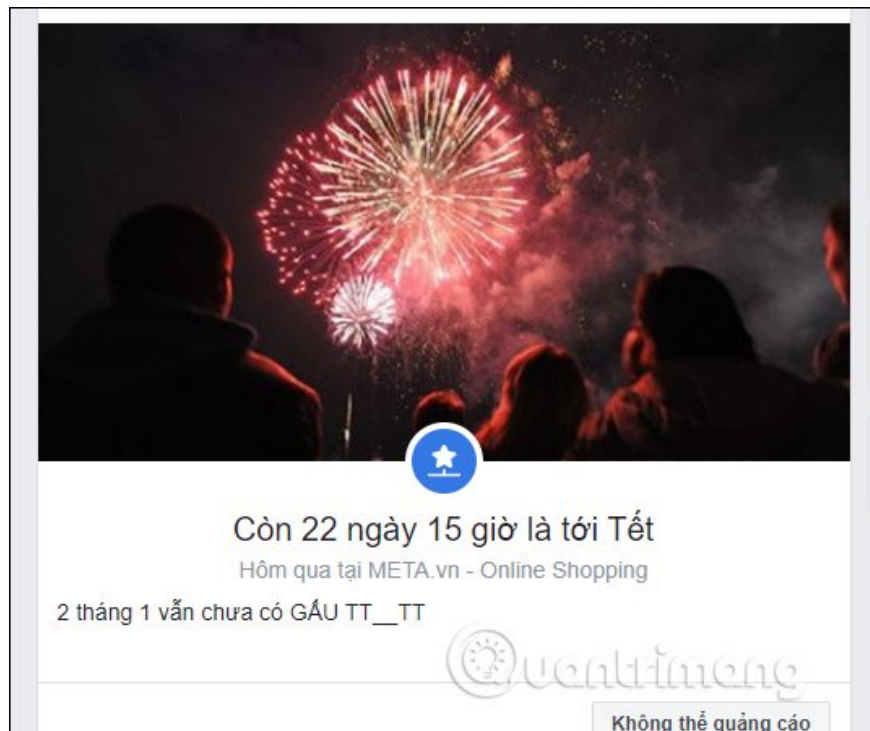 Còn 22 ngày 15 giờ là tới Tết
Hôm qua tại META.vn - Online Shopping
2 tháng 1 vẫn chưa có GẤU TT__TT
Quantrimang
Không thể quảng cáo